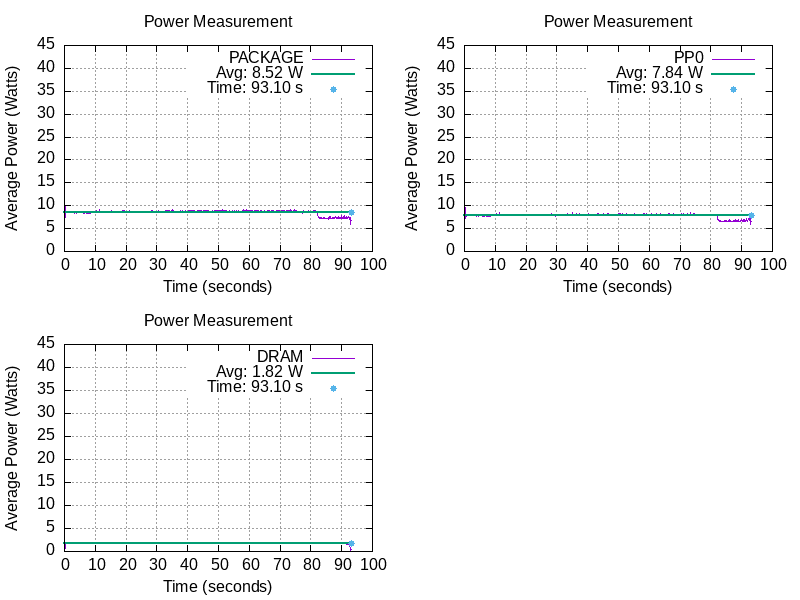 Power Measurement
45
40
35
30
25
20
15
10
5
0
Average Power (Watts)
PACKAGE
Avg: 8.52 W
Time: 93.10 s
0 10 20 30 40 50 60 70 80 90 100
Time (seconds)
Power Measurement
45
40
35
30
25
20
15
10
5
0
Average Power (Watts)
PP0
Avg: 7.84 W
Time: 93.10 s
0 10 20 30 40 50 60 70 80 90 100
Time (seconds)
Power Measurement
45
40
35
30
25
20
15
10
5
0
Average Power (Watts)
DRAM
Avg: 1.82 W
Time: 93.10 s
0 10 20 30 40 50 60 70 80 90 100
Time (seconds)